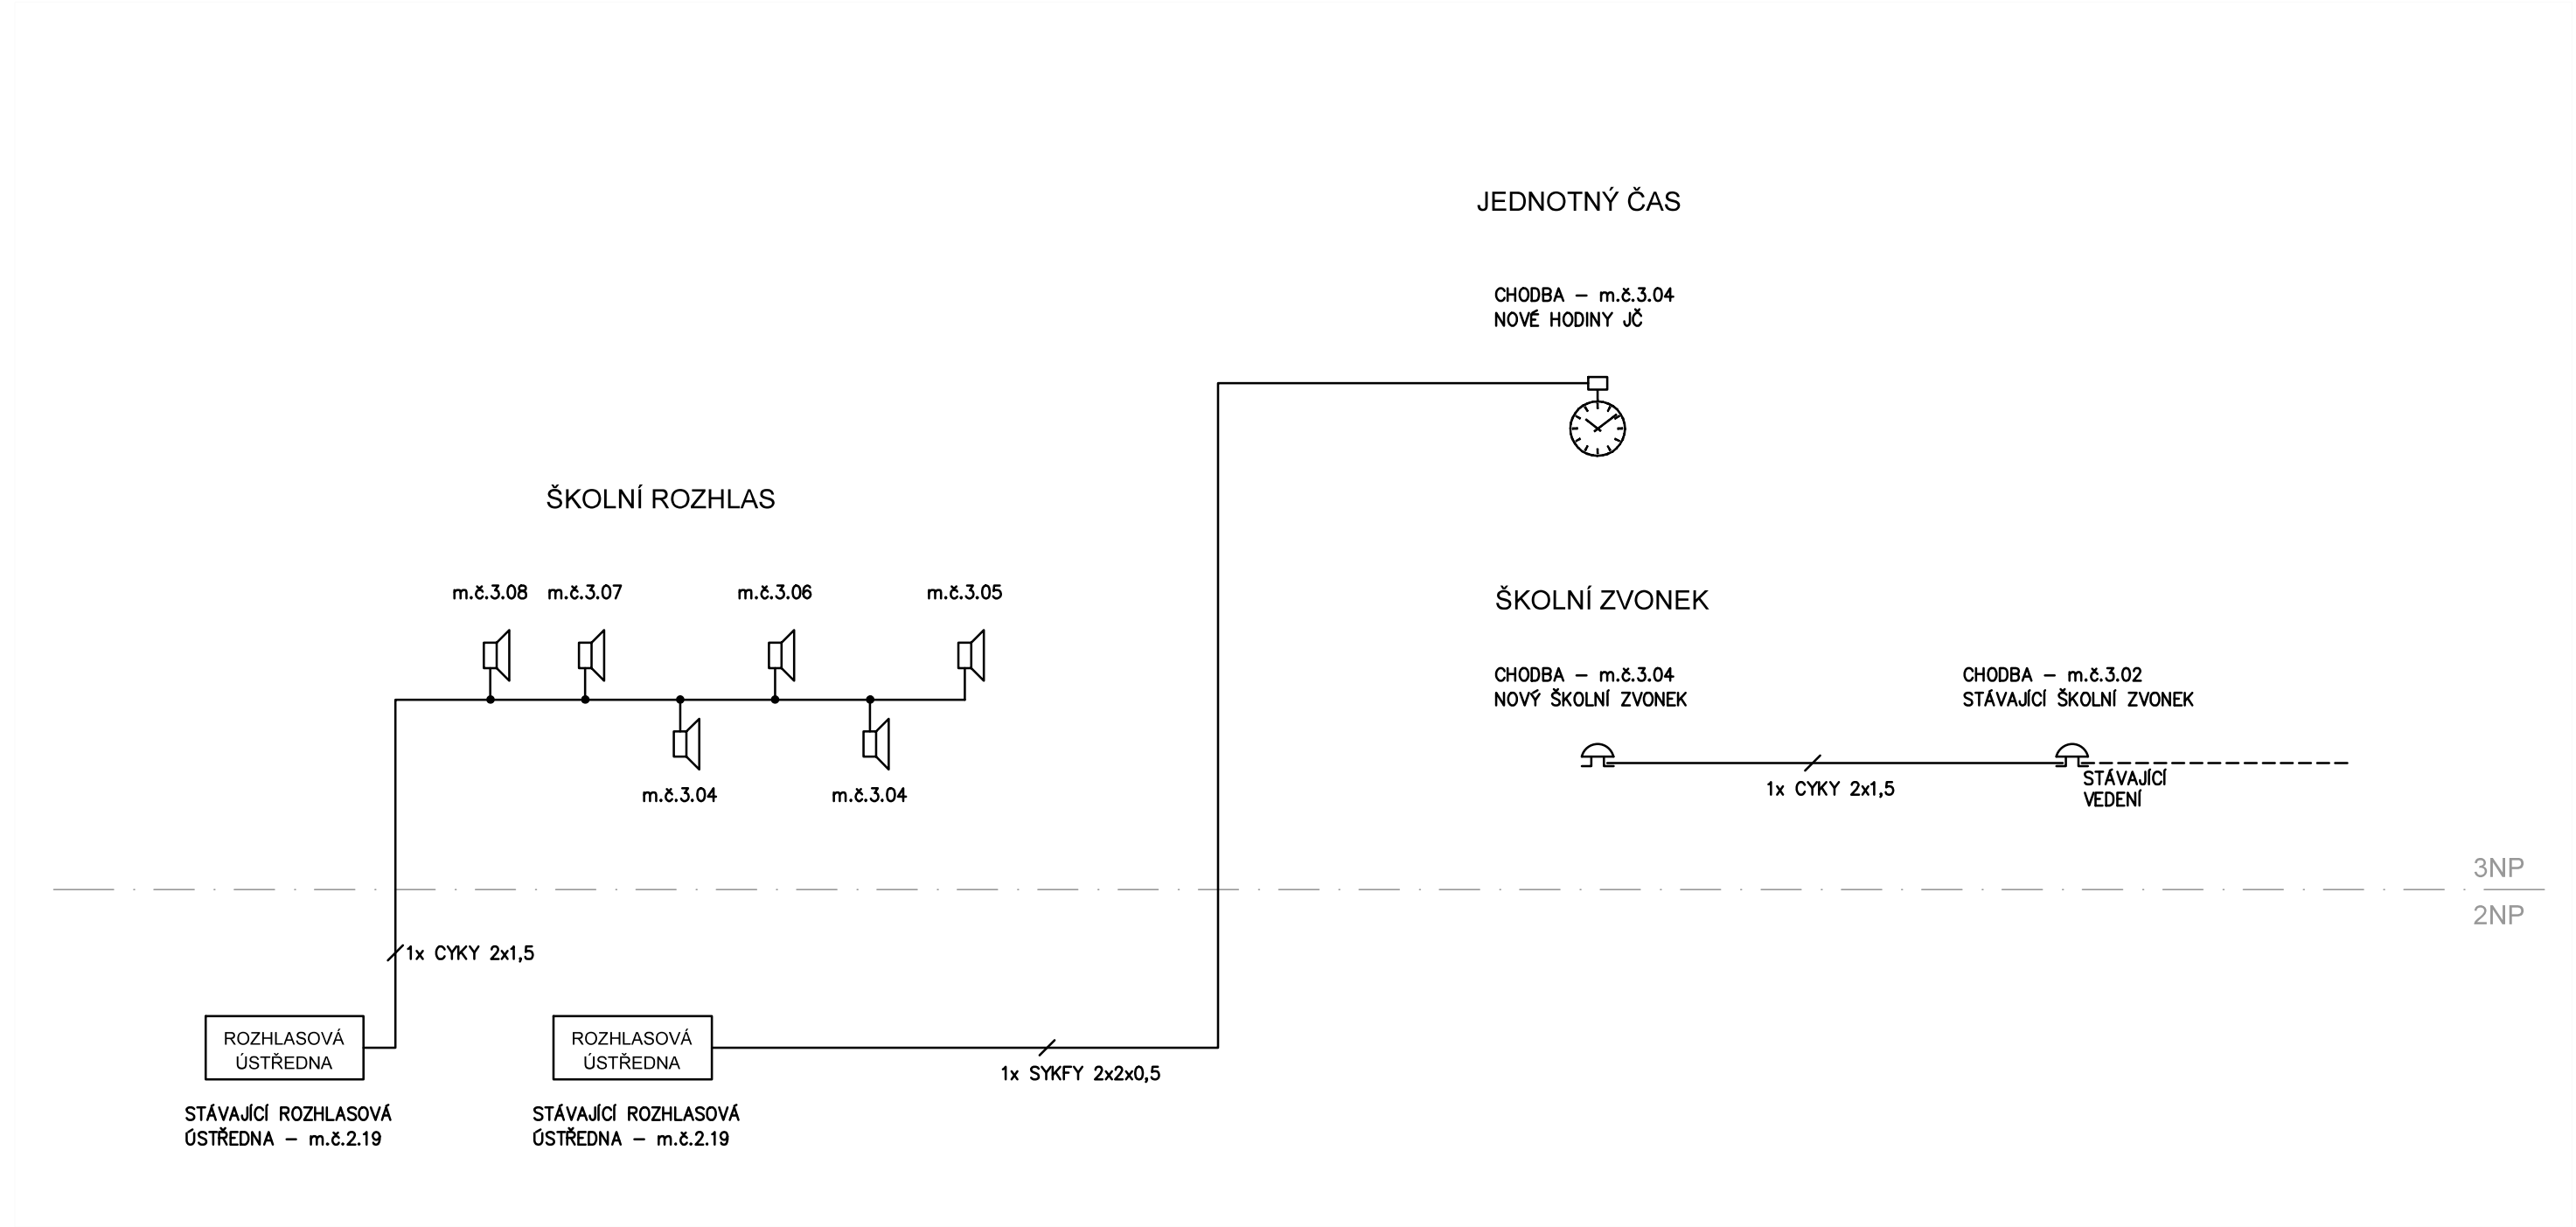 JEDNOTNÝ ČAS
CHODBA – m.č.3.04
NOVÉ HODINY JČ
ŠKOLNÍ ROZHLAS
m.č.3.08
m.č.3.07
m.č.3.06
m.č.3.05
m.č.3.04
m.č.3.04
ŠKOLNÍ ZVONEK
CHODBA – m.č.3.04
NOVÝ ŠKOLNÍ ZVONEK
CHODBA – m.č.3.02
STÁVAJÍCÍ ŠKOLNÍ ZVONEK
1x CYKY 2x1,5
STÁVAJÍCÍ
VEDENÍ
3NP
2NP
1x CYKY 2x1,5
ROZHLASOVÁ
ÚSTŘEDNA
STÁVAJÍCÍ ROZHLASOVÁ
ÚSTŘEDNA – m.č.2.19
ROZHLASOVÁ
ÚSTŘEDNA
STÁVAJÍCÍ ROZHLASOVÁ
ÚSTŘEDNA – m.č.2.19
1x SYKFY 2x2x0,5